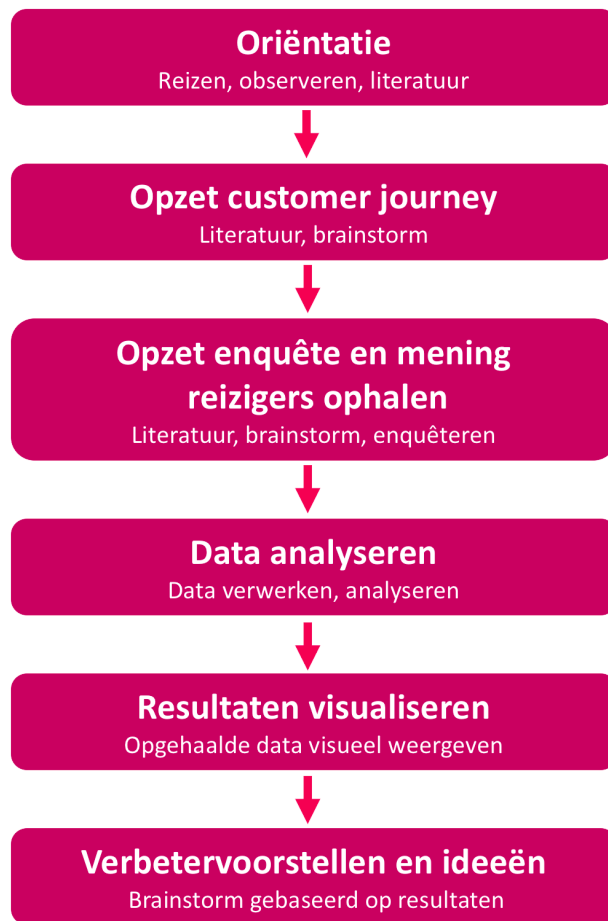 Oriëntatie
Reizen, observeren, literatuur
Opzet customer journey
Literatuur, brainstorm
Opzet enquête en mening
reizigers ophalen
Literatuur, brainstorm, enquêteren
Data analyseren
Data verwerken, analyseren
Resultaten visualiseren
Opgehaalde data visueel weergeven
Verbetervoorstellen en ideeën
Brainstorm gebaseerd op resultaten